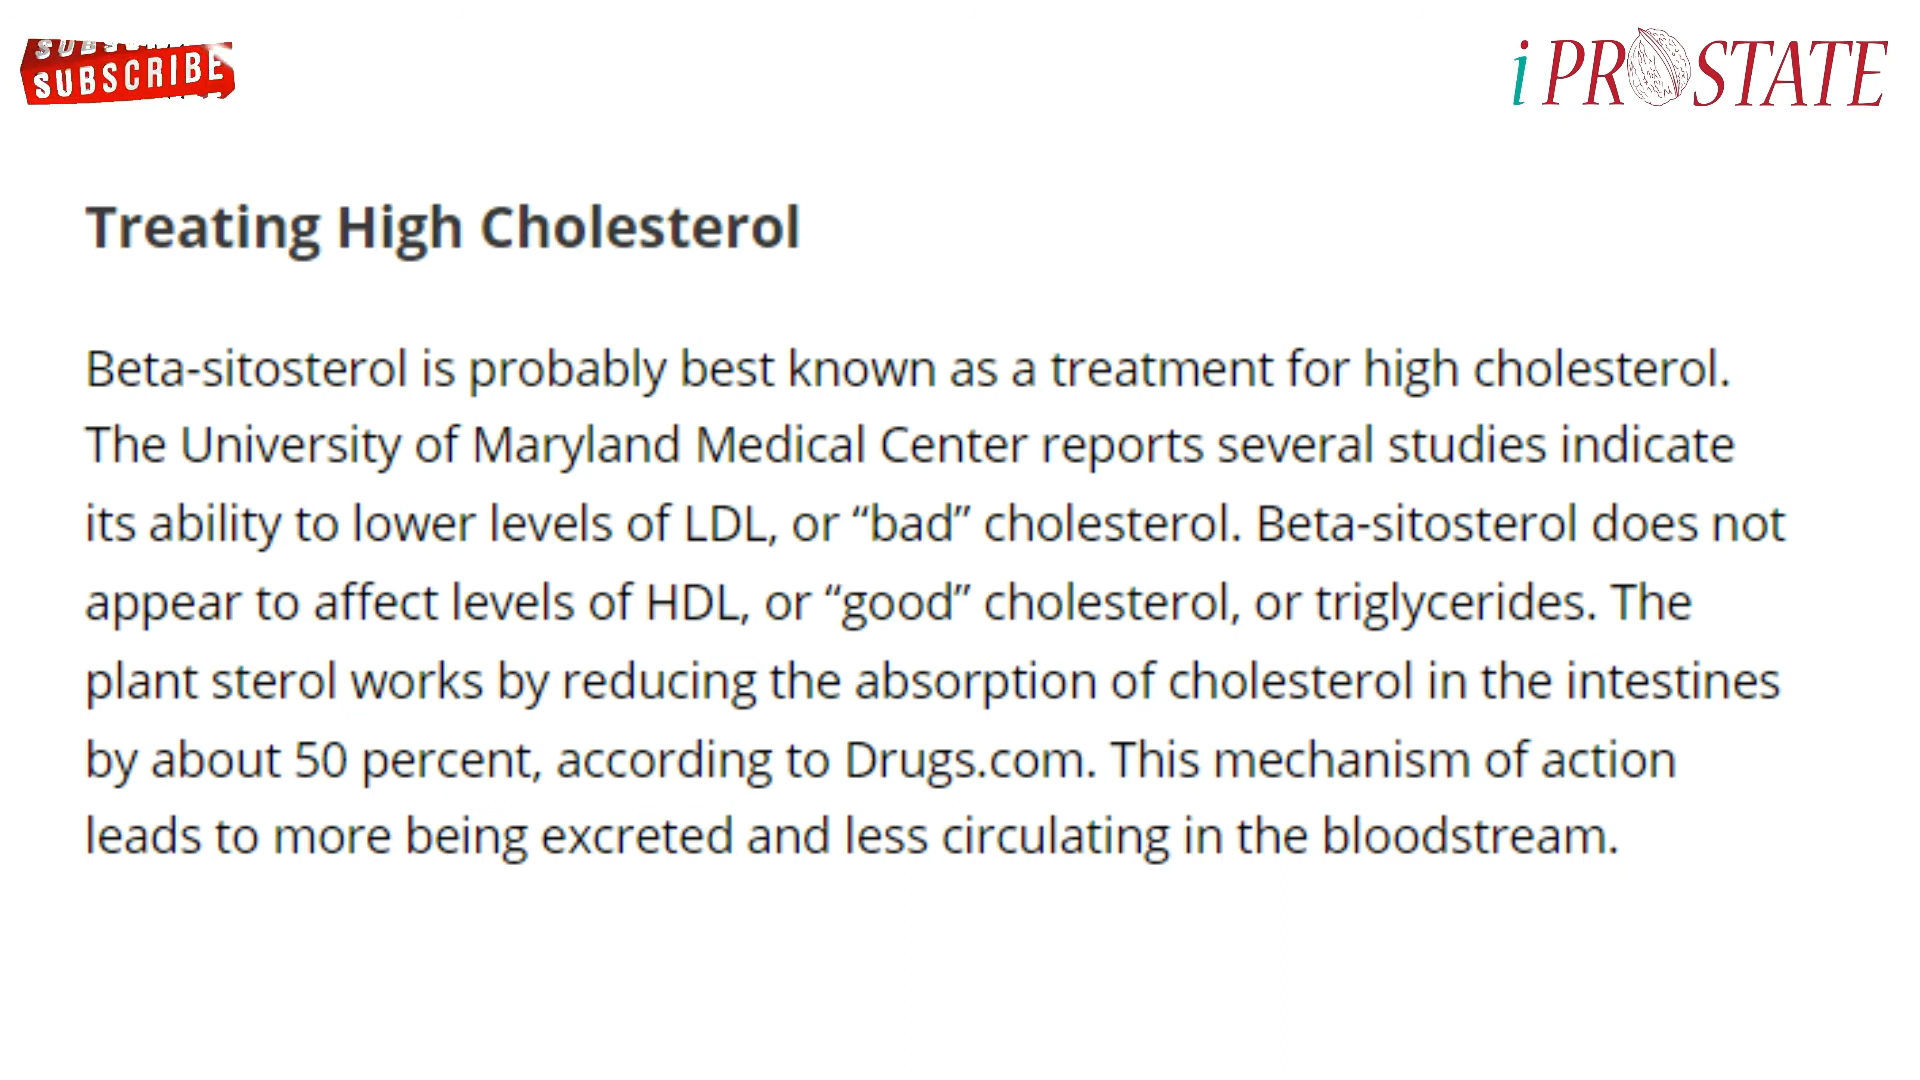 SUBSCRIBE
i PROSTATE
Treating High Cholesterol
Beta-sitosterol is probably best known as a treatment for high cholesterol.
The University of Maryland Medical Center reports several studies indicate
its ability to lower levels of LDL, or “bad” cholesterol. Beta-sitosterol does not
appear to affect levels of HDL, or “good” cholesterol, or triglycerides. The
plant sterol works by reducing the absorption of cholesterol in the intestines
by about 50 percent, according to Drugs.com. This mechanism of action
leads to more being excreted and less circulating in the bloodstream.